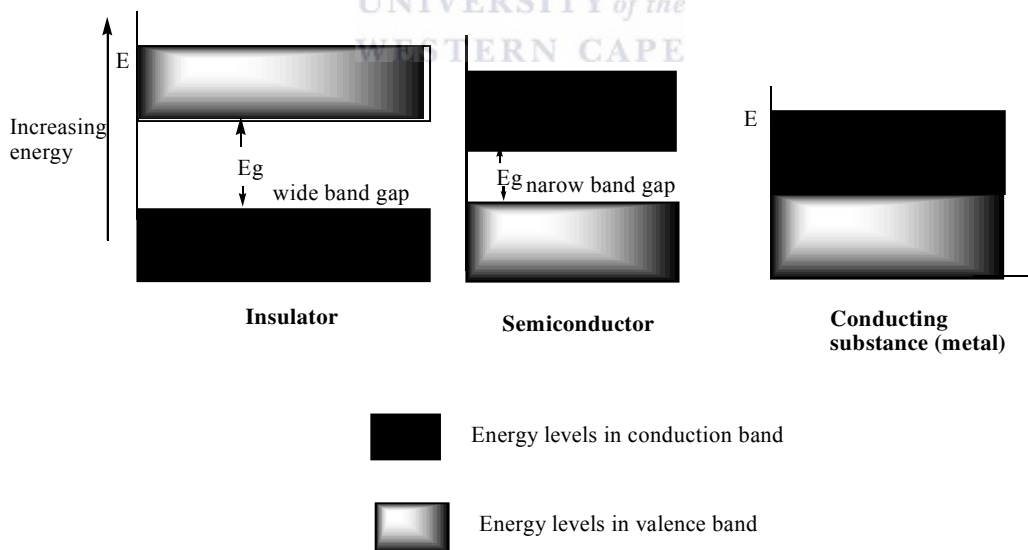 UNIVERSITY of the
WESTERN CAPE
E
Increasing
energy
Eg
wide band gap
Eg narow band gap
E
Insulator
Semiconductor
Conducting
substance (metal)
Energy levels in conduction band
Energy levels in valence band